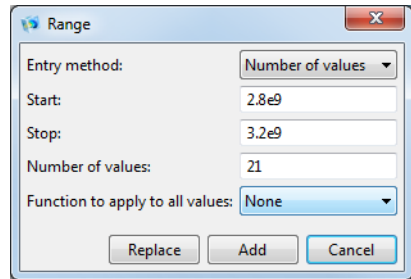 Range
Entry method: Number of values
Start: 2.8e9
Stop: 3.2e9
Number of values: 21
Function to apply to all values: None
Replace Add Cancel